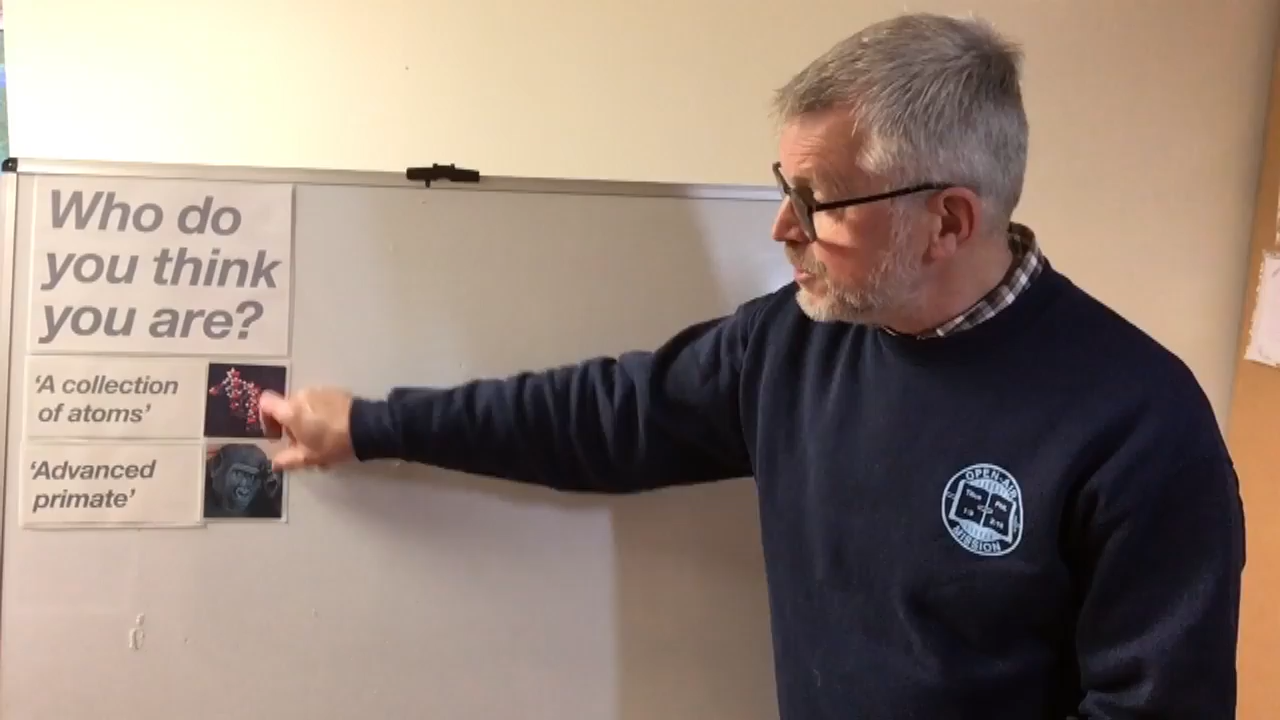 Who do
you think
you are?
‘A collection
of atoms’
‘Advanced
primate’
OPEN-AIR
MISSION